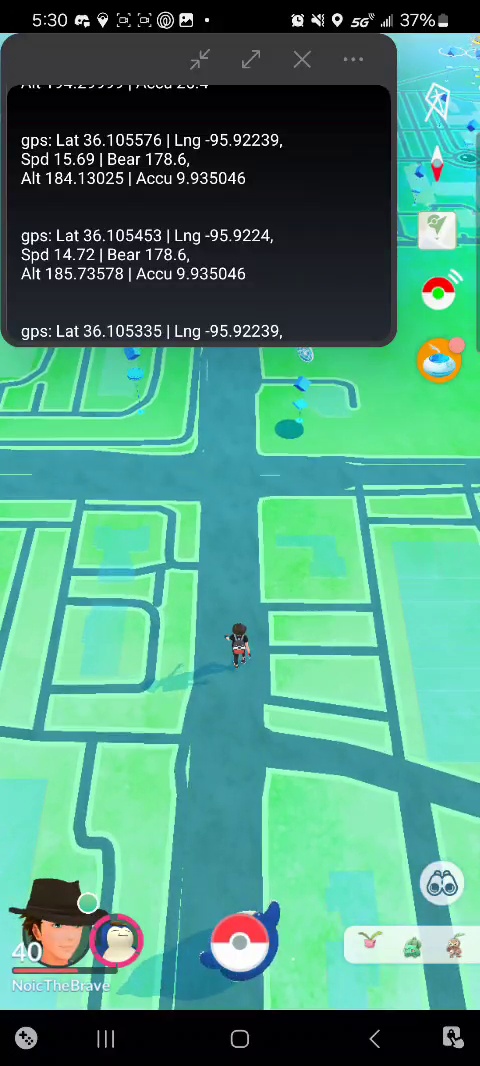 5:30
5G
37%
Alt 194.29999 | Accu 20.4
gps: Lat 36.105576 | Lng -95.92239,
Spd 15.69 | Bear 178.6,
Alt 184.13025 | Accu 9.935046
gps: Lat 36.105453 | Lng -95.9224,
Spd 14.72 | Bear 178.6,
Alt 185.73578 | Accu 9.935046
gps: Lat 36.105335 | Lng -95.92239,
40
NoicTheBrave